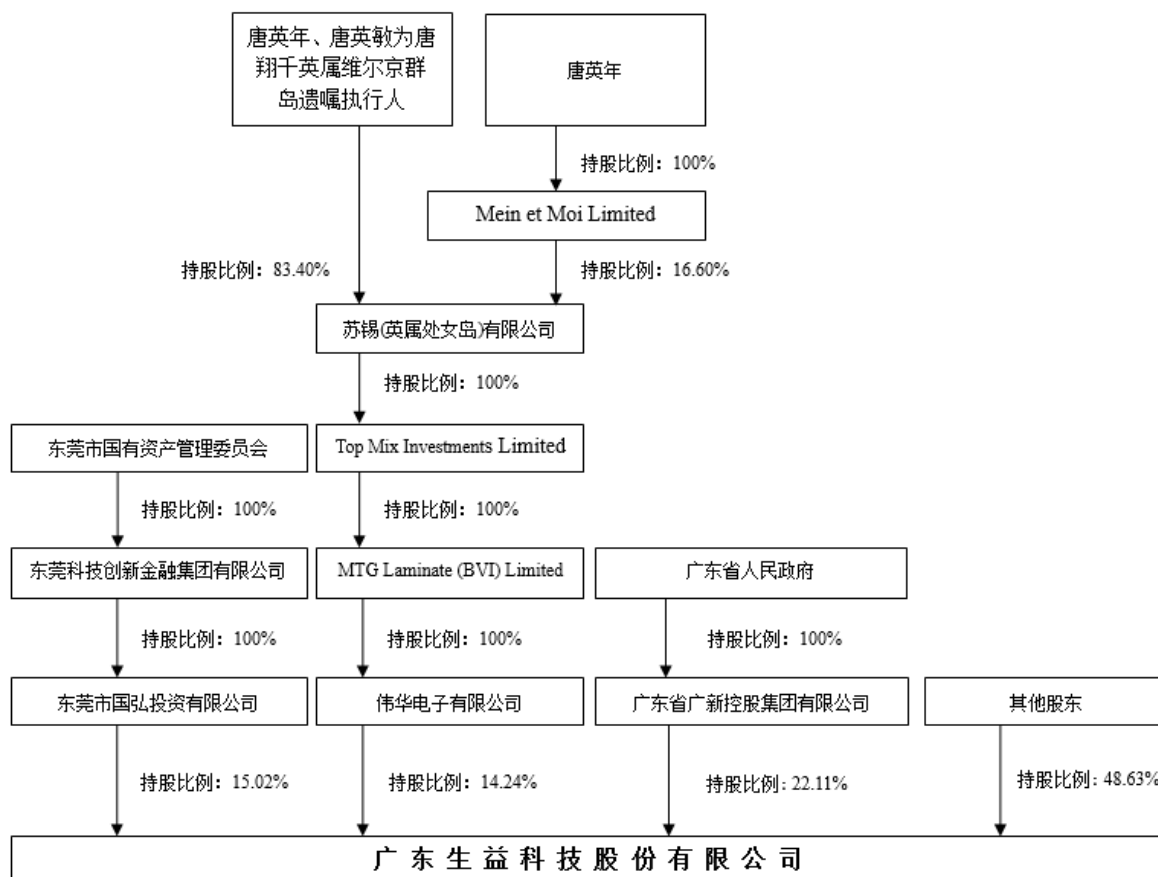 唐英年、唐英敏为唐
翔千英属维尔京群
岛遗嘱执行人
唐英年
持股比例：100%
Mein et Moi Limited
持股比例：83.40%
持股比例：16.60%
苏锡(英属处女岛)有限公司
持股比例：100%
东莞市国有资产管理委员会
Top Mix Investments Limited
持股比例：100%
持股比例：100%
东莞科技创新金融集团有限公司
MTG Laminate (BVI) Limited
广东省人民政府
持股比例：100%
持股比例：100%
持股比例：100%
东莞市国弘投资有限公司
伟华电子有限公司
广东省广新控股集团有限公司
其他股东
持股比例：15.02%
持股比例：14.24%
持股比例：22.11%
持股比例：48.63%
广东生益科技股份有限公司